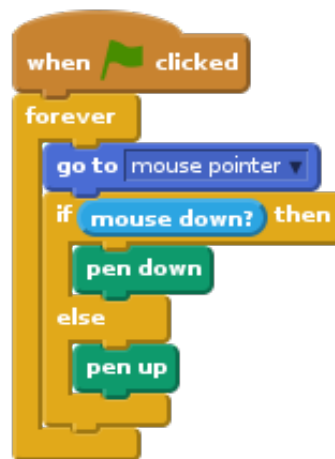 when clicked
forever
go to mouse pointer
if mouse down? then
pen down
else
pen up